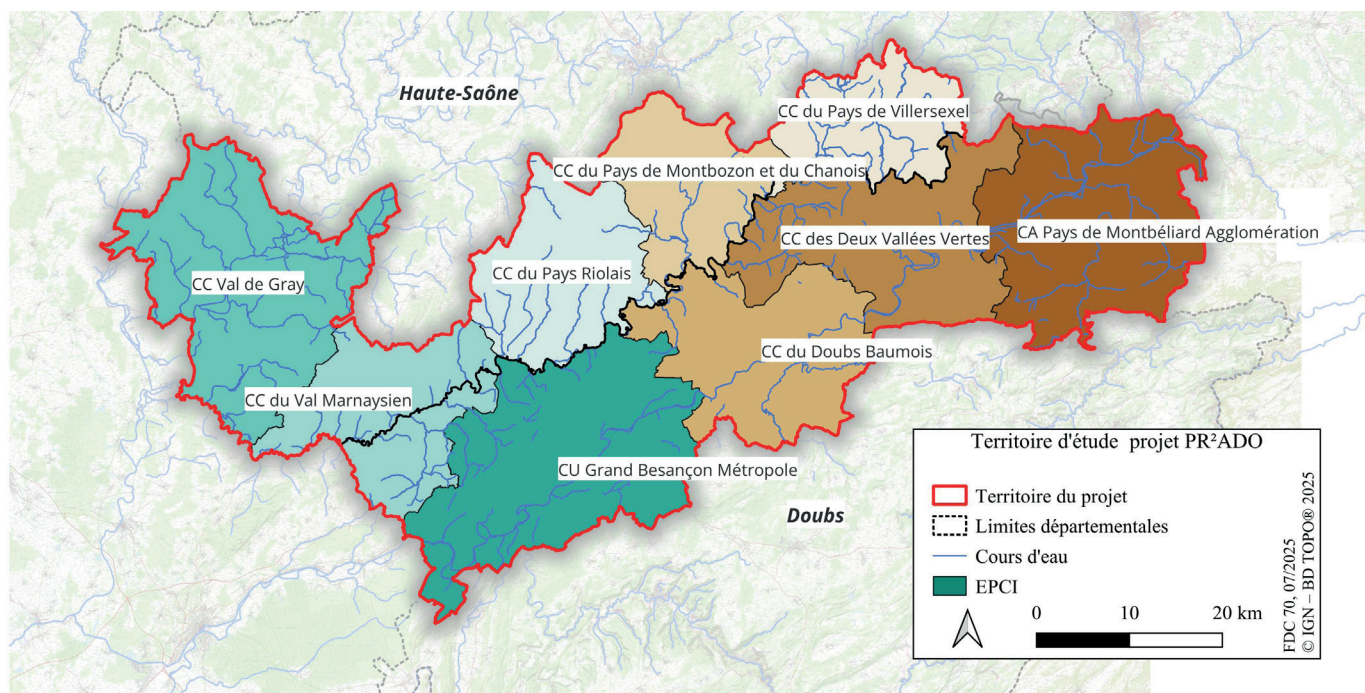 Haute-Saône
CC du Pays de Villersexel
CC du Pays de Montbozon et du Chanois
CC des Deux Vallées Vertes
CA Pays de Montbéliard Agglomération
CC du Pays Riolais
CC Val de Gray
CC du Doubs Baumois
CC du Val Marnaysien
CU Grand Besançon Métropole
Doubs
Territoire d'étude projet PR²ADO
Territoire du projet
Limites départementales
Cours d'eau
EPCI
0 10 20 km
FDC 70, 07/2025
© IGN – BD TOPO® 2025